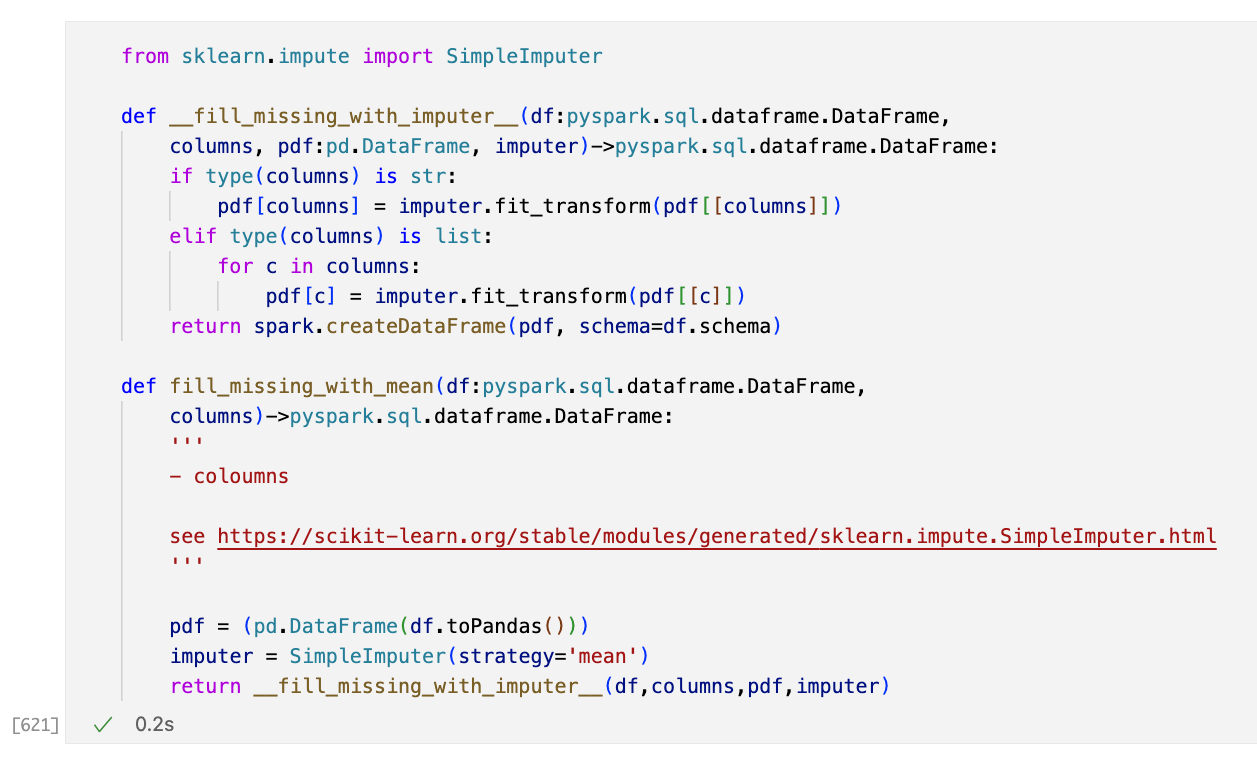 from sklearn.impute import SimpleImputer
def __fill_missing_with_imputer__(df:pyspark.sql.dataframe.DataFrame,
    columns, pdf:pd.DataFrame, imputer)->pyspark.sql.dataframe.DataFrame:
    if type(columns) is str:
        pdf[columns] = imputer.fit_transform(pdf[[columns]])
    elif type(columns) is list:
        for c in columns:
            pdf[c] = imputer.fit_transform(pdf[[c]])
    return spark.createDataFrame(pdf, schema=df.schema)
def fill_missing_with_mean(df:pyspark.sql.dataframe.DataFrame,
    columns)->pyspark.sql.dataframe.DataFrame:
    '''
    - coloumns
    see https://scikit-learn.org/stable/modules/generated/sklearn.impute.SimpleImputer.html
    '''
    pdf = (pd.DataFrame(df.toPandas()))
    imputer = SimpleImputer(strategy='mean')
    return __fill_missing_with_imputer__(df,columns,pdf,imputer)
[621] ✓ 0.2s